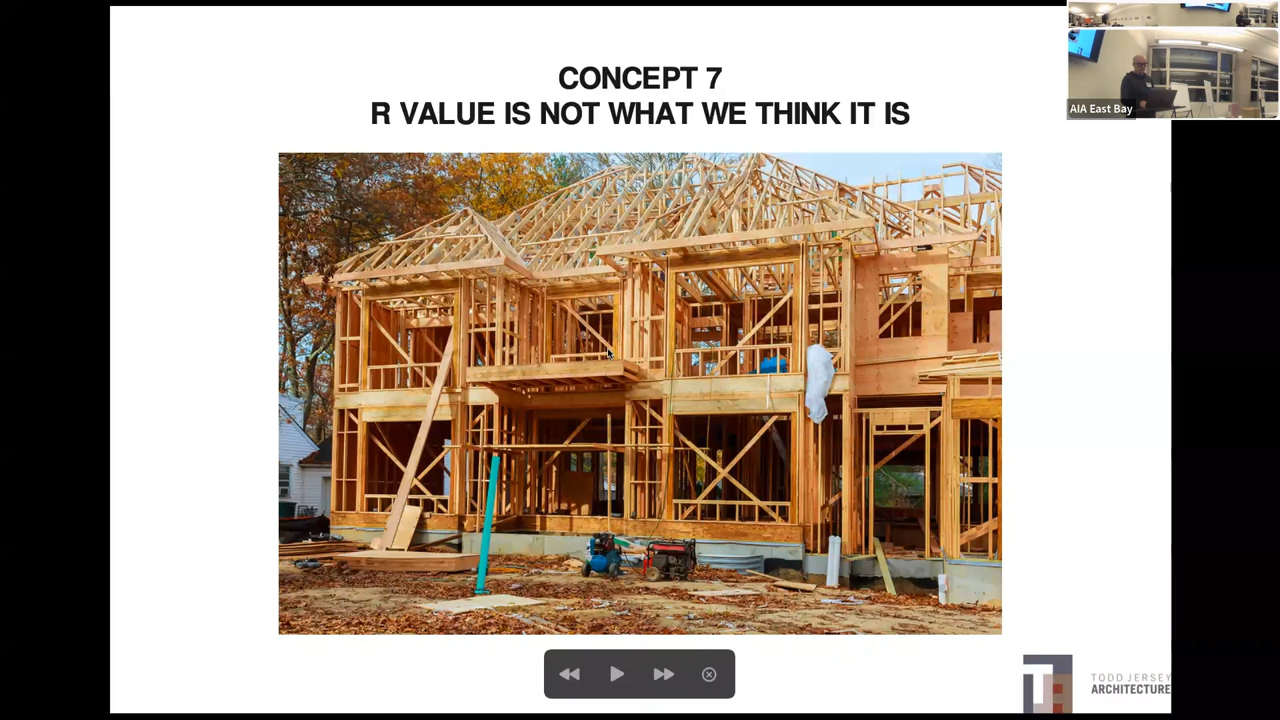 CONCEPT 7
R VALUE IS NOT WHAT WE THINK IT IS
AIA East Bay
TODD JERSEY
ARCHITECTURE